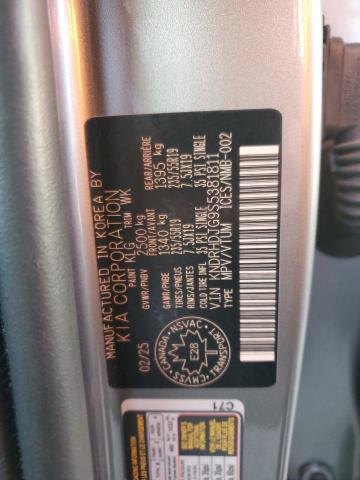 MANUFACTURED IN KOREA BY
KIA CORPORATION
PAINT KLG TRIM WK
02/25 GVWR/PNBV 2500 kg
FRONT/AVANT REAR/ARRIÈRE
GAWR/PNBE 1340 kg 1395 kg
TIRES/PNEUS 235/55R19 235/55R19
RIMS/JANTES 7.5JX19 7.5JX19
COLD TIRE INFL 35 PSI SINGLE 35 PSI SINGLE
VIN KNDRHDJG9S5381811
TYPE MPV/VTUM ICES/NMB-002
CANADA NSVAC TRANSPORT CMVSS
E28
C71